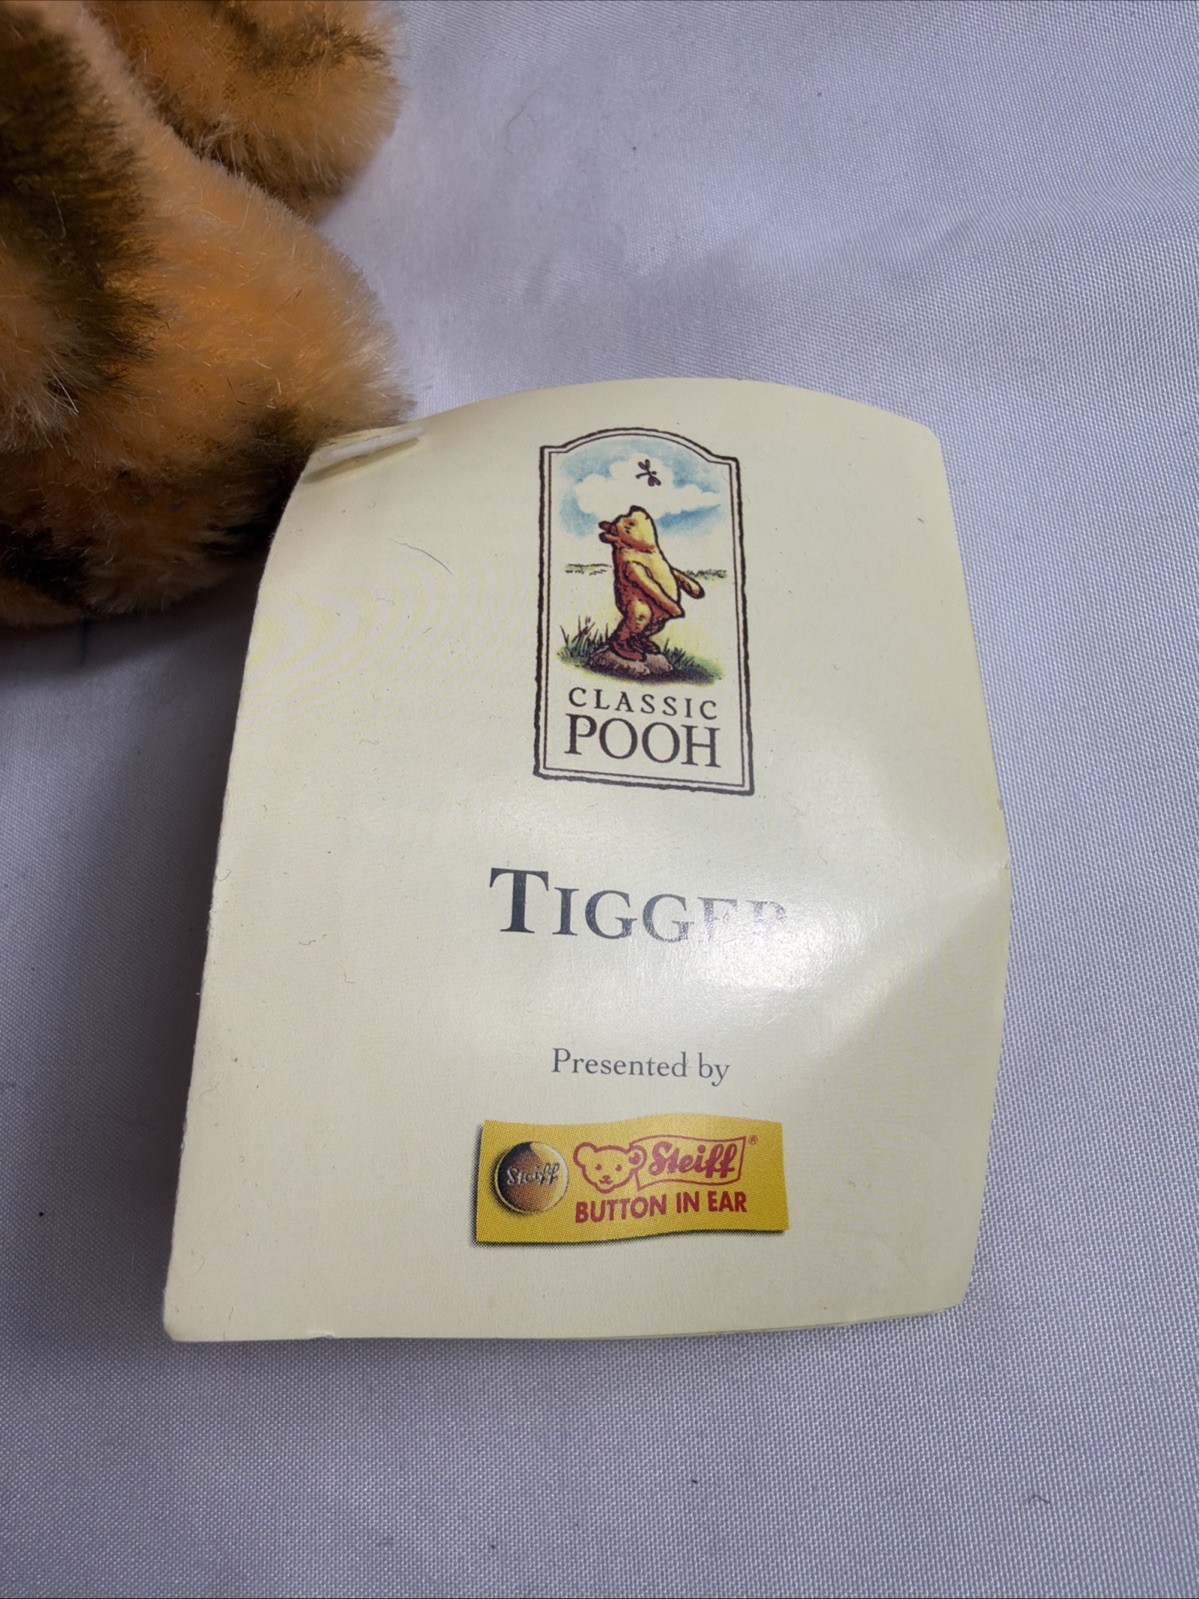 CLASSIC
POOH
TIGGER
Presented by
Steiff
Steiff®
BUTTON IN EAR